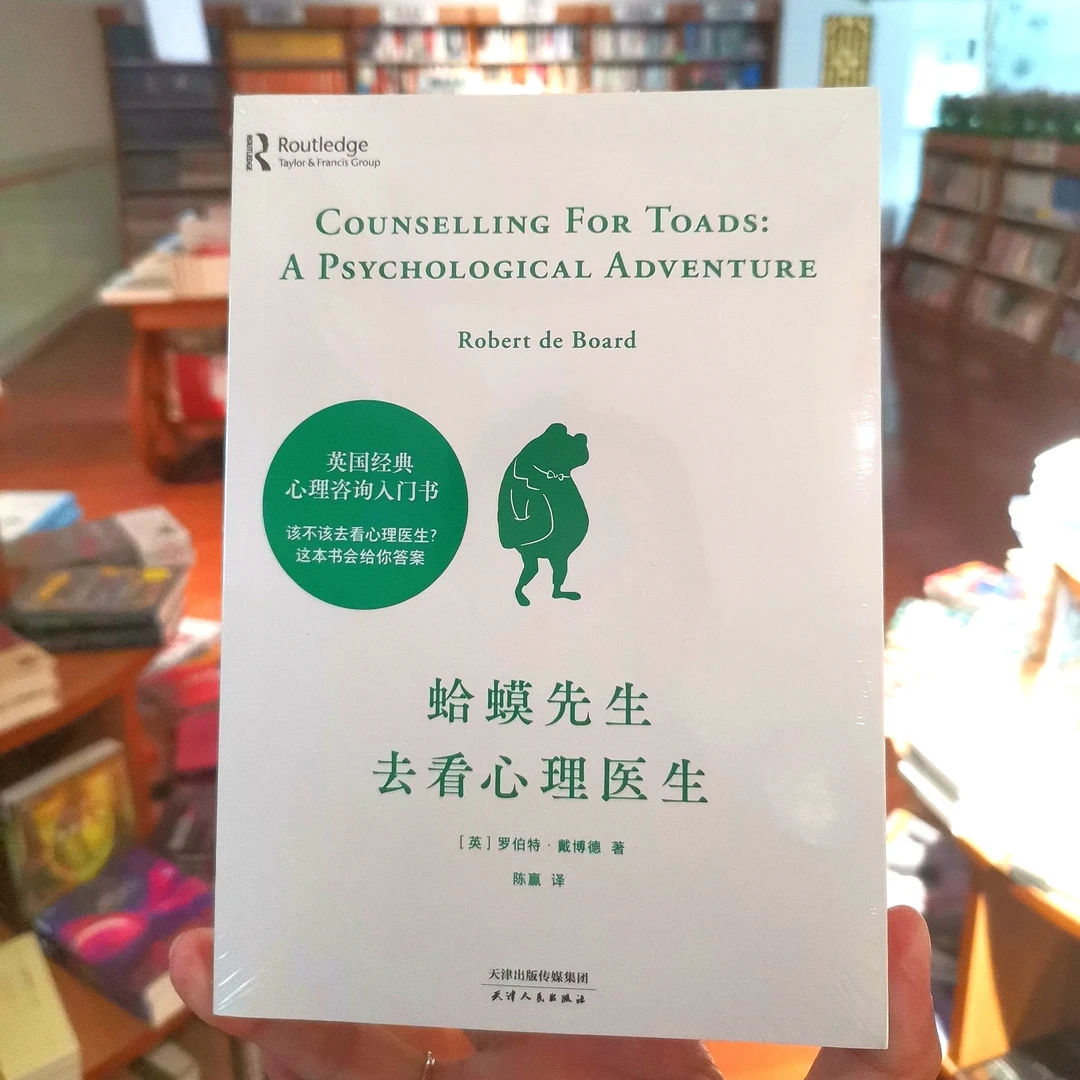 ROUTLEDGE
Routledge
Taylor & Francis Group
COUNSELLING FOR TOADS:
A PSYCHOLOGICAL ADVENTURE
Robert de Board
英国经典
心理咨询入门书
该不该去看心理医生?
这本书会给你答案
蛤蟆先生
去看心理医生
[英] 罗伯特·戴博德 著
陈赢 译
天津出版传媒集团
天津人民出版社